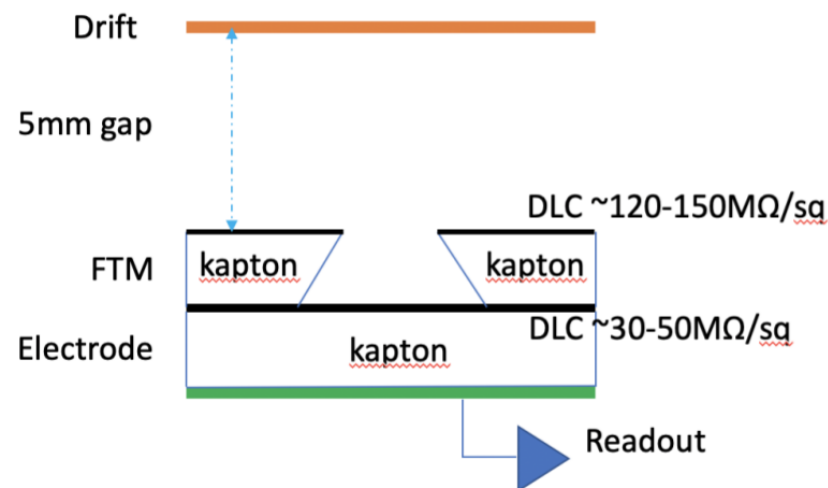 Drift
5mm gap
DLC ~120-150MΩ/sq
FTM
kapton
kapton
DLC ~30-50MΩ/sq
Electrode
kapton
Readout